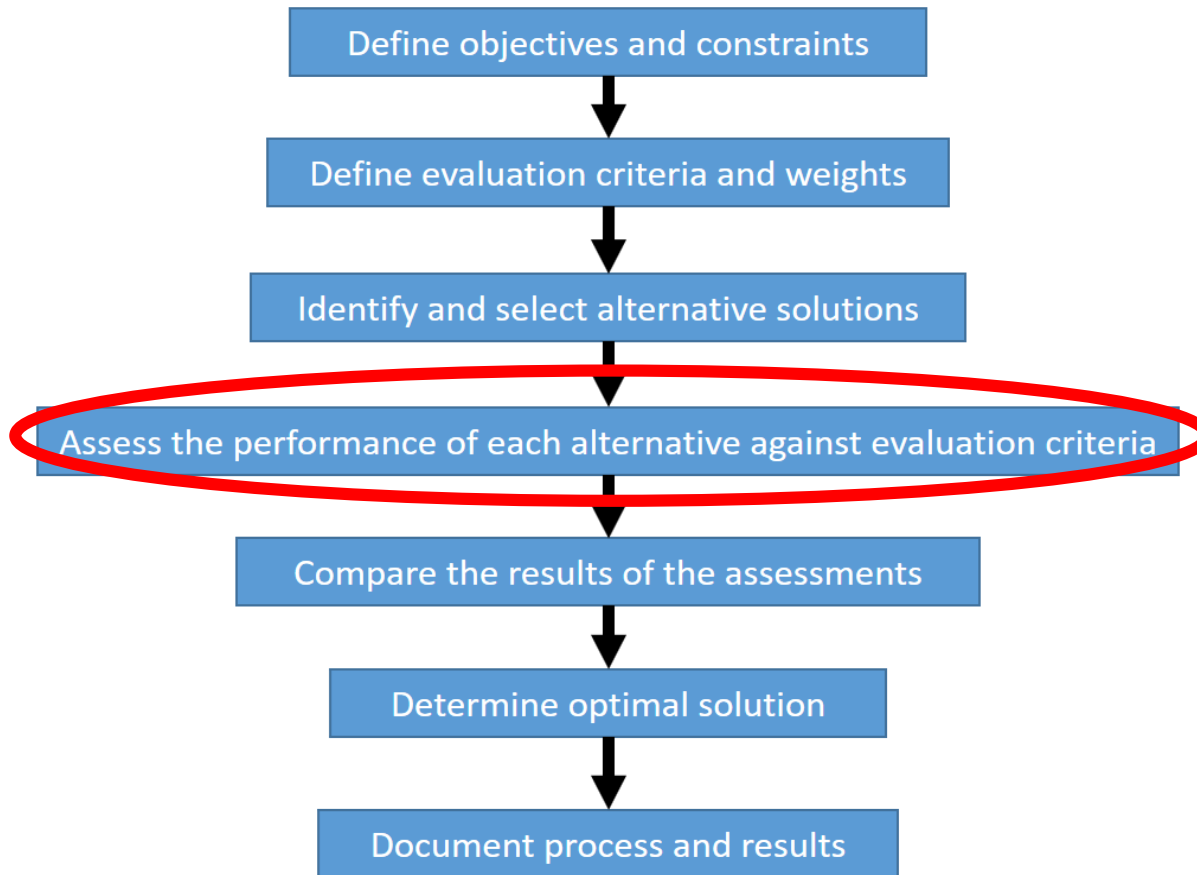 Define objectives and constraints
Define evaluation criteria and weights
Identify and select alternative solutions
Assess the performance of each alternative against evaluation criteria
Compare the results of the assessments
Determine optimal solution
Document process and results